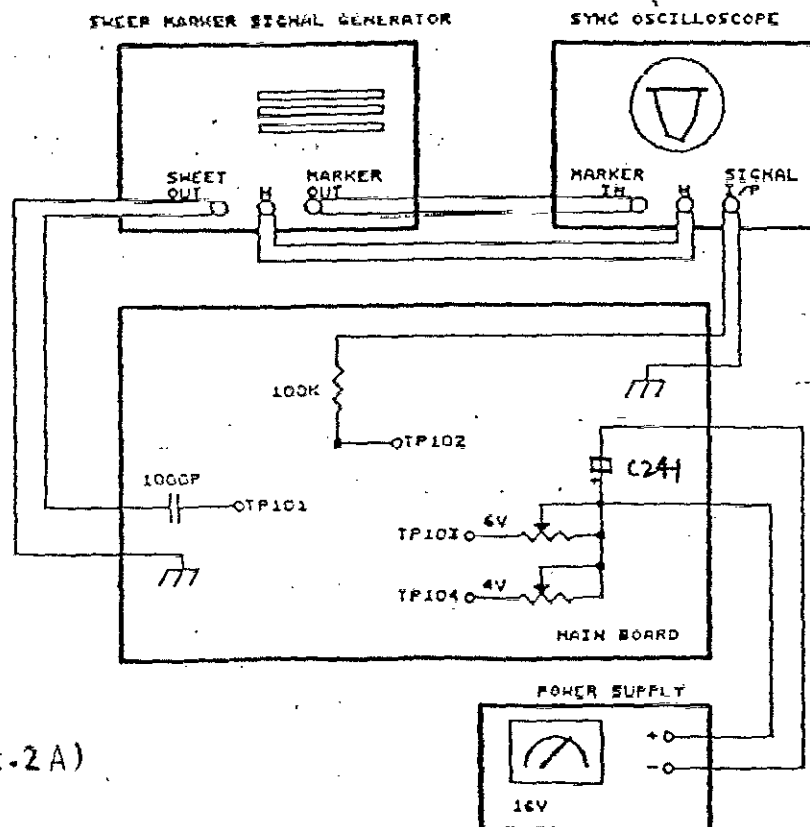 SWEEP MARKER SIGNAL GENERATOR
SYNC OSCILLOSCOPE
SWEET OUT
H
MARKER OUT
MARKER IN
H
SIGNAL I/P
100K
TP102
1000P
TP101
C241
TP103
6V
TP104
4V
MAIN BOARD
POWER SUPPLY
+
-
16V
.2A)